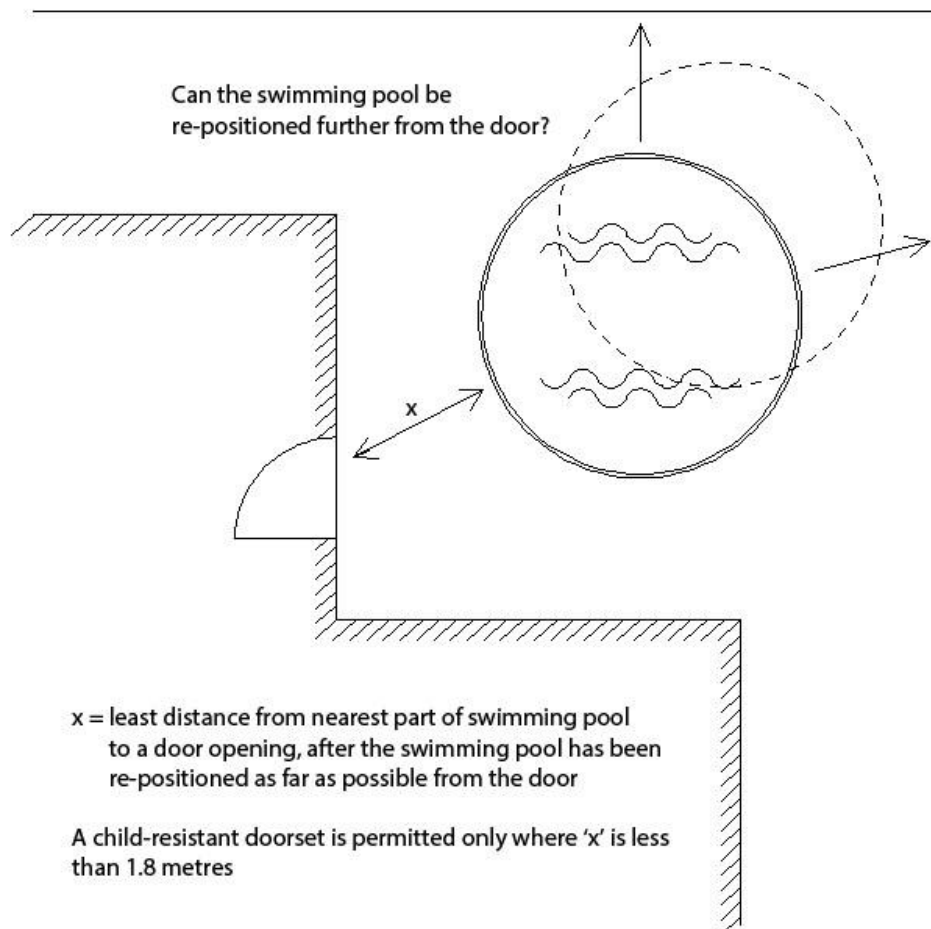 Can the swimming pool be
re-positioned further from the door?
x
x = least distance from nearest part of swimming pool
to a door opening, after the swimming pool has been
re-positioned as far as possible from the door
A child-resistant doorset is permitted only where ‘x’ is less
than 1.8 metres